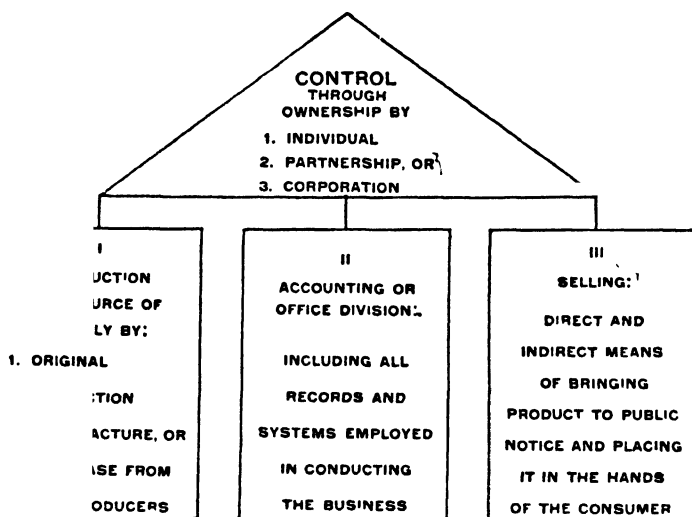 CONTROL
THROUGH
OWNERSHIP BY
1. INDIVIDUAL
2. PARTNERSHIP, OR
3. CORPORATION
I
UCTION
URCE OF
LY BY:
1. ORIGINAL
CTION
ACTURE, OR
ASE FROM
ODUCERS
II
ACCOUNTING OR
OFFICE DIVISION:
INCLUDING ALL
RECORDS AND
SYSTEMS EMPLOYED
IN CONDUCTING
THE BUSINESS
III
SELLING:
DIRECT AND
INDIRECT MEANS
OF BRINGING
PRODUCT TO PUBLIC
NOTICE AND PLACING
IT IN THE HANDS
OF THE CONSUMER